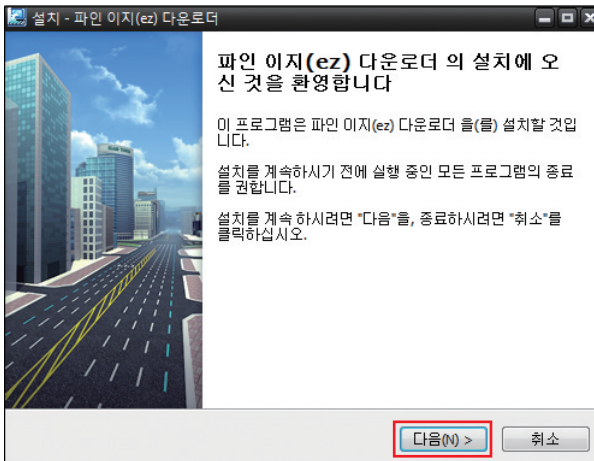 설치 - 파인 이지(ez) 다운로더
파인 이지(ez) 다운로더 의 설치에 오
신 것을 환영합니다
이 프로그램은 파인 이지(ez) 다운로더 을(를) 설치할 것입
니다.
설치를 계속하시기 전에 실행 중인 모든 프로그램의 종료
를 권합니다.
설치를 계속 하시려면 "다음"을, 종료하시려면 "취소"를
클릭하십시오.
다음(N) >
취소